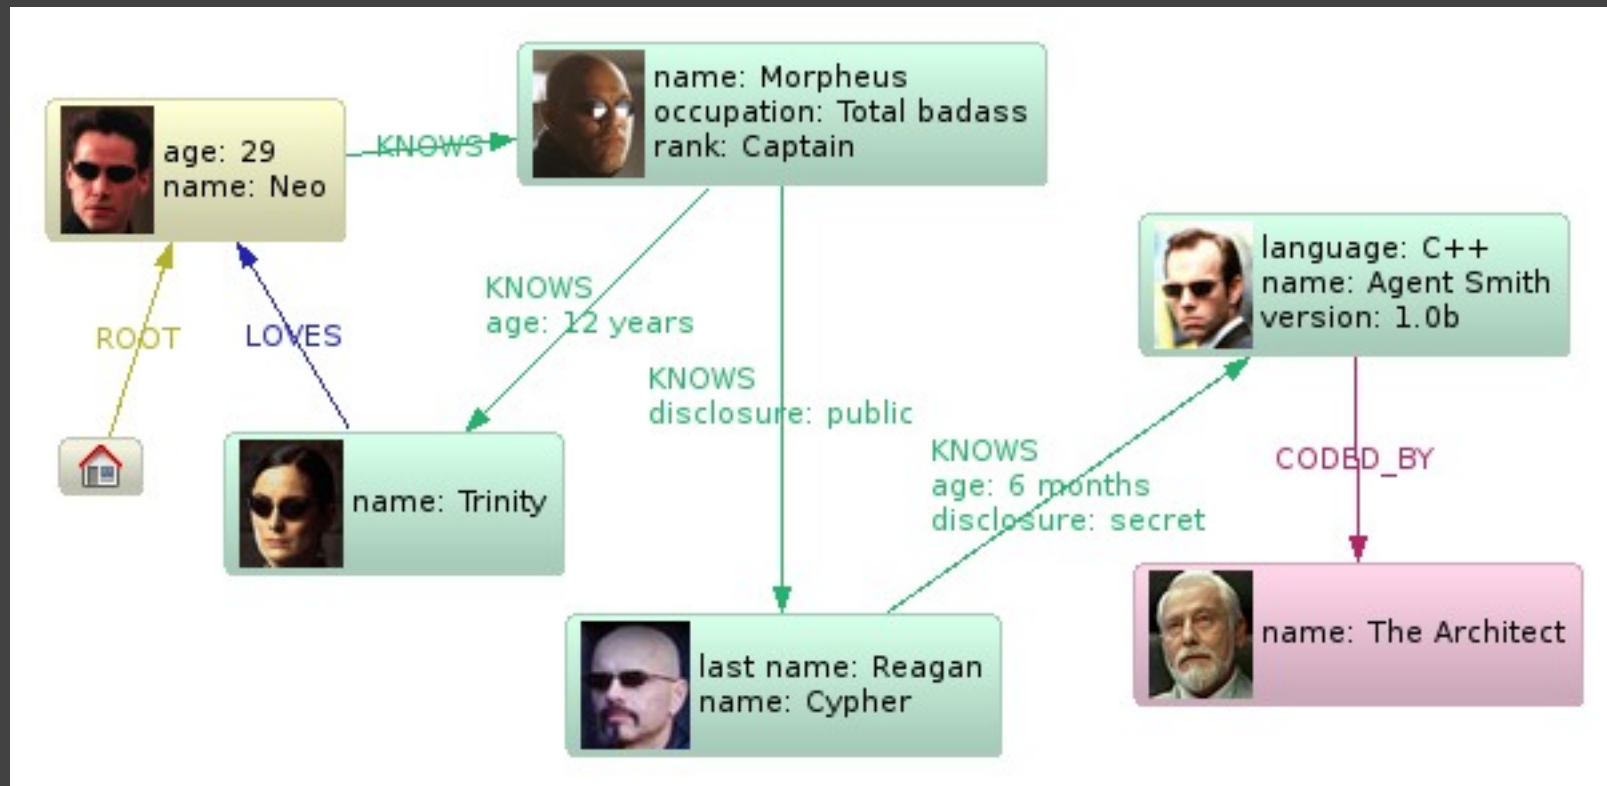 name: Morpheus
occupation: Total badass
rank: Captain
age: 29
name: Neo
KNOWS
language: C++
name: Agent Smith
version: 1.0b
KNOWS
age: 12 years
ROOT
LOVES
KNOWS
disclosure: public
KNOWS
age: 6 months
disclosure: secret
CODED_BY
name: Trinity
name: The Architect
last name: Reagan
name: Cypher